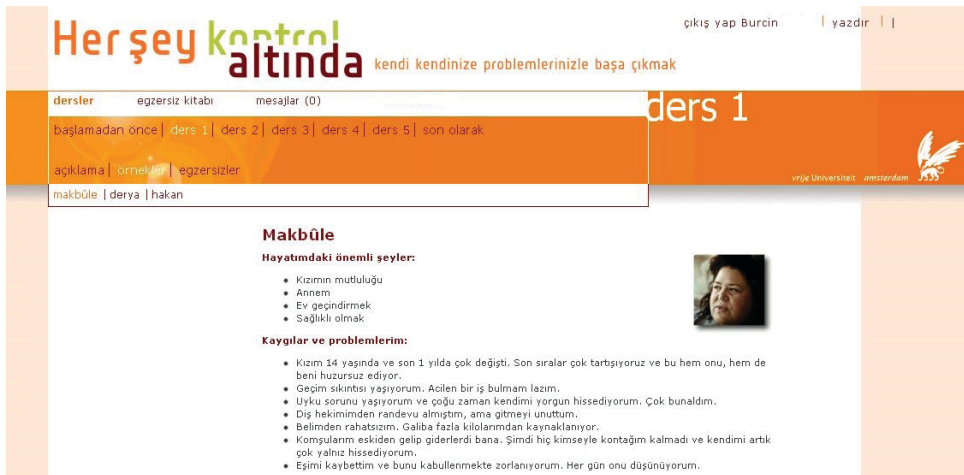 çıkış yap Burcin | yazdır | |
Her şey kontrol
altında kendi kendinize problemlerinizle başa çıkmak
dersler egzersiz kitabı mesajlar (0)
ders 1
başlamadan önce | ders 1 | ders 2 | ders 3 | ders 4 | ders 5 | son olarak
açıklama | örnekler | egzersizler
vrije Universiteit amsterdam
makbûle | derya | hakan
Makbûle
Hayatımdaki önemli şeyler:
Kızımın mutluluğu
Annem
Ev geçindirmek
Sağlıklı olmak
Kaygılar ve problemlerim:
Kızım 14 yaşında ve son 1 yılda çok değişti. Son sıralar çok tartışıyoruz ve bu hem onu, hem de
beni huzursuz ediyor.
Geçim sıkıntısı yaşıyorum. Acilen bir iş bulmam lazım.
Uyku sorunu yaşıyorum ve çoğu zaman kendimi yorgun hissediyorum. Çok bunaldım.
Diş hekimimden randevu almıştım, ama gitmeyi unuttum.
Belimden rahatsızım. Galiba fazla kilolarımdan kaynaklanıyor.
Komşularım eskiden gelip giderlerdi bana. Şimdi hiç kimseyle kontağım kalmadı ve kendimi artık
çok yalnız hissediyorum.
Eşimi kaybettim ve bunu kabullenmekte zorlanıyorum. Her gün onu düşünüyorum.